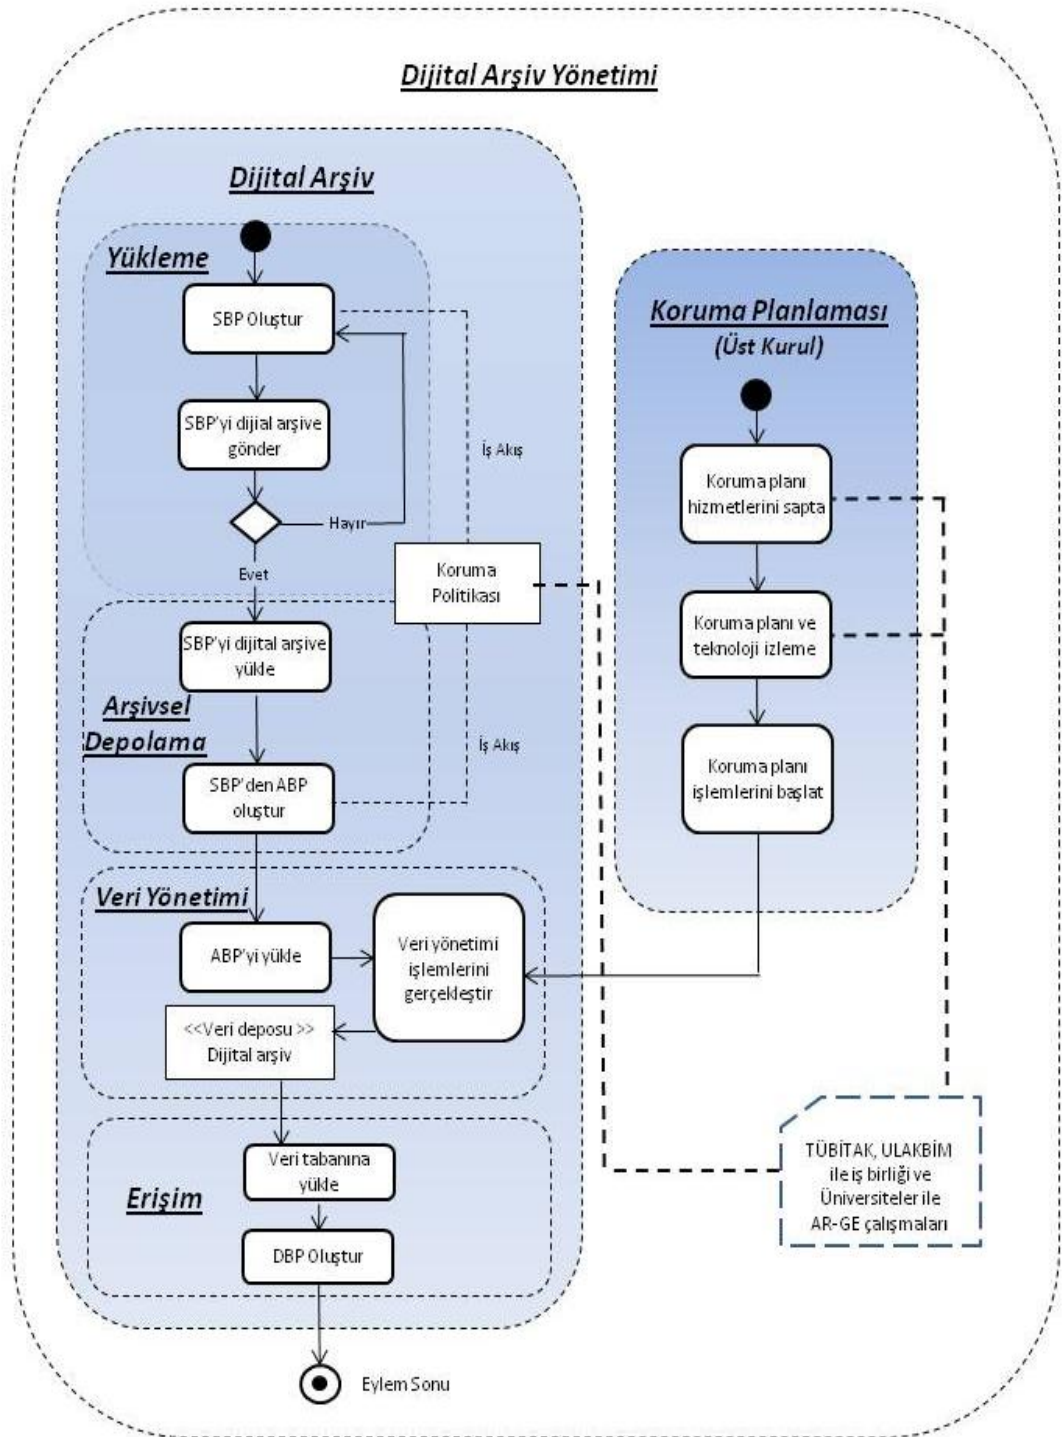 Dijital Arşiv Yönetimi
Dijital Arşiv
Yükleme
SBP Oluştur
SBP'yi dijial arşive
gönder
Hayır
Evet
İş Akış
Koruma
Politikası
SBP'yi dijital arşive
yükle
Arşivsel
Depolama
İş Akış
SBP'den ABP
oluştur
Veri Yönetimi
ABP'yi yükle
Veri yönetimi
işlemlerini
gerçekleştir
<<Veri deposu >>
Dijital arşiv
Veri tabanına
yükle
Erişim
DBP Oluştur
Eylem Sonu
Koruma Planlaması
(Üst Kurul)
Koruma planı
hizmetlerini sapta
Koruma planı ve
teknoloji izleme
Koruma planı
işlemlerini başlat
TÜBİTAK, ULAKBİM
ile iş birliği ve
Üniversiteler ile
AR-GE çalışmaları